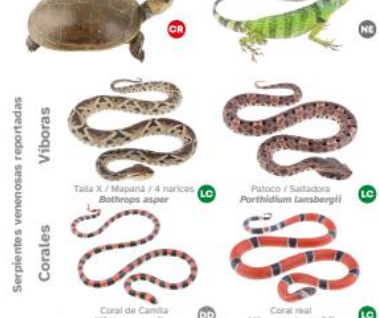 CR
NE
Serpientes venenosas reportadas
Víboras
Talla X / Mapaná / 4 narices
Bothrops asper
LC
Patoco / Saltadora
Porthidium lansbergii
LC
Corales
Coral de Camila
DD
Coral real
LC